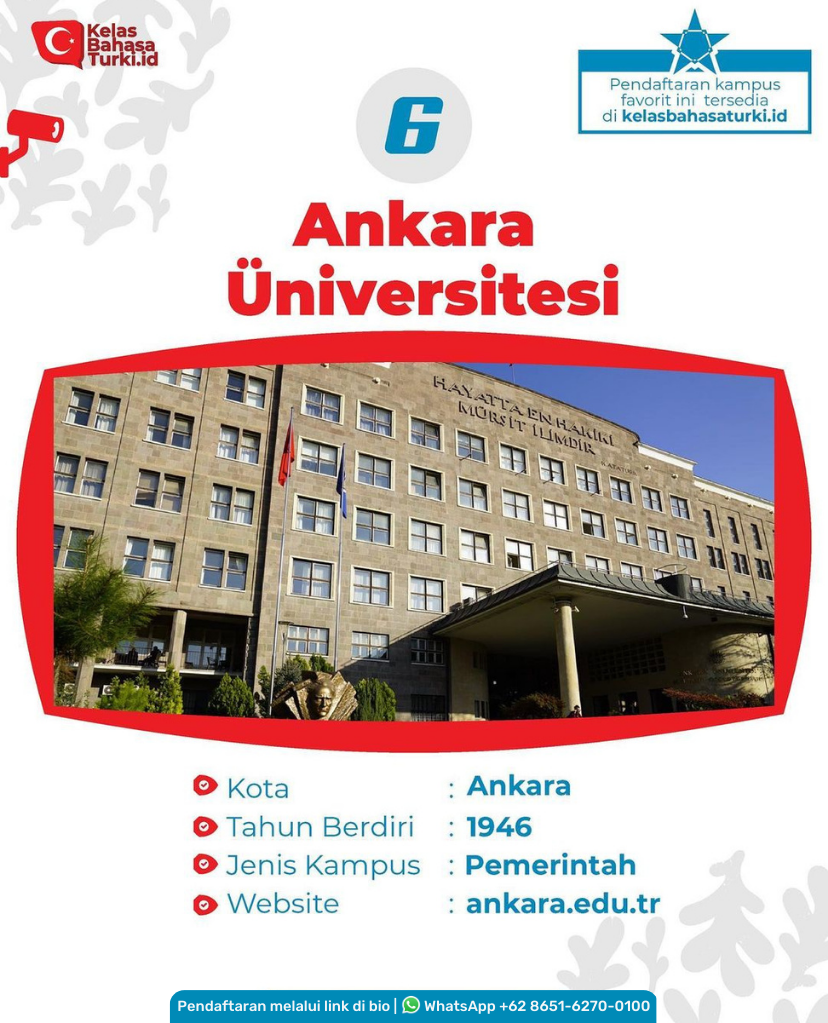 Kelas
Bahasa
Turki.id
Pendaftaran kampus
favorit ini tersedia
di kelasbahasaturki.id
6
Ankara
Üniversitesi
HAYATTA EN HAKİKİ
MÜRŞİT İLİMDİR
K.ATATÜRK
Kota : Ankara
Tahun Berdiri : 1946
Jenis Kampus : Pemerintah
Website : ankara.edu.tr
Pendaftaran melalui link di bio | WhatsApp +62 8651-6270-0100